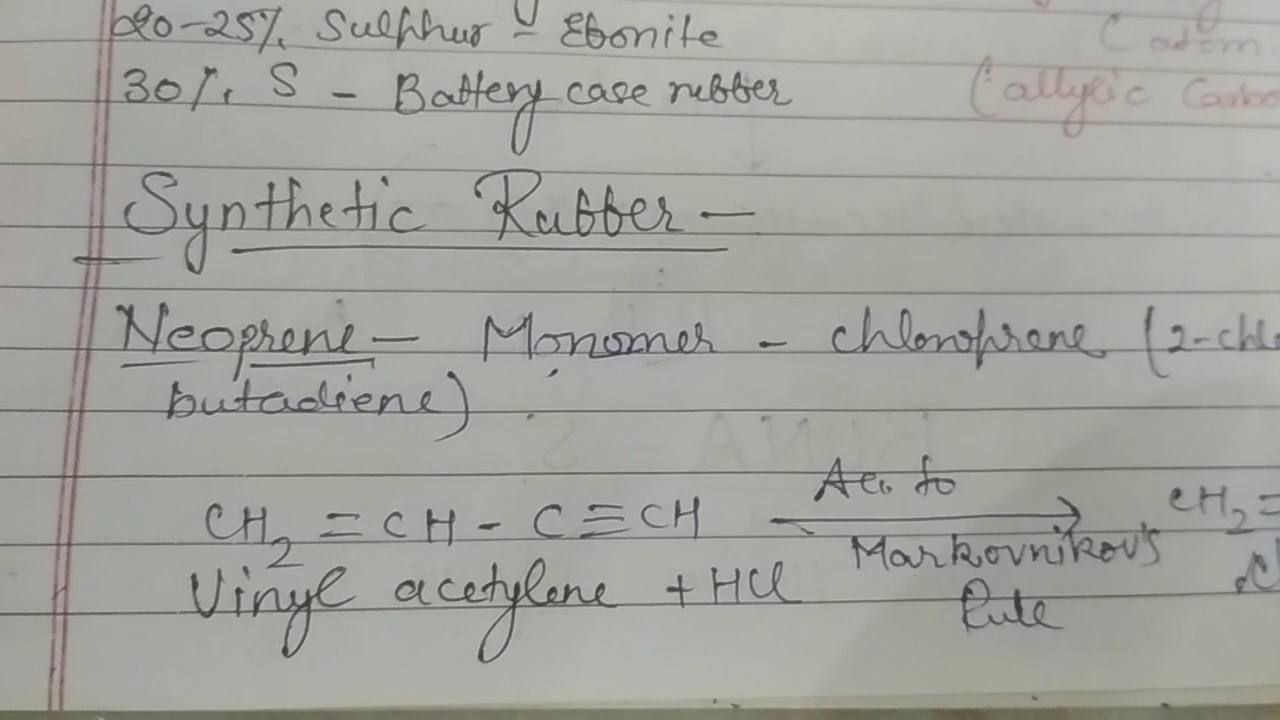 20-25% Sulphur - Ebonite
30% S - Battery case rubber
C atom
(allylic Carbo
Synthetic Rubber -
Neoprene - Monomer - chloroprene (2-chl
butadiene)
CH2 = CH - C ≡ CH
Acc. to
CH2 =
Vinyl acetylene + HCl
Markovnikov's
Rule